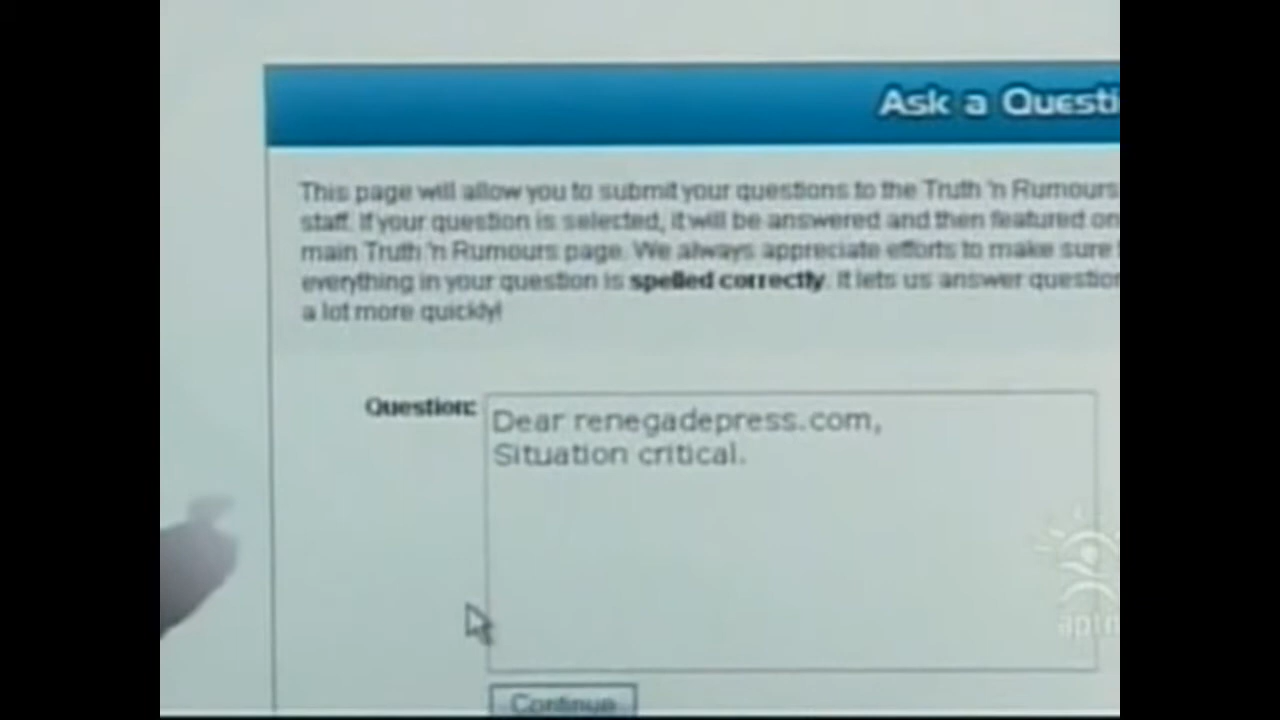 Ask a Questi
This page will allow you to submit your questions to the Truth 'n Rumours
staff. If your question is selected, it will be answered and then featured on
main Truth 'n Rumours page. We always appreciate efforts to make sure
everything in your question is spelled correctly. It lets us answer question
a lot more quickly!
Question:
Dear renegadepress.com,
Situation critical.
aptn
Continue